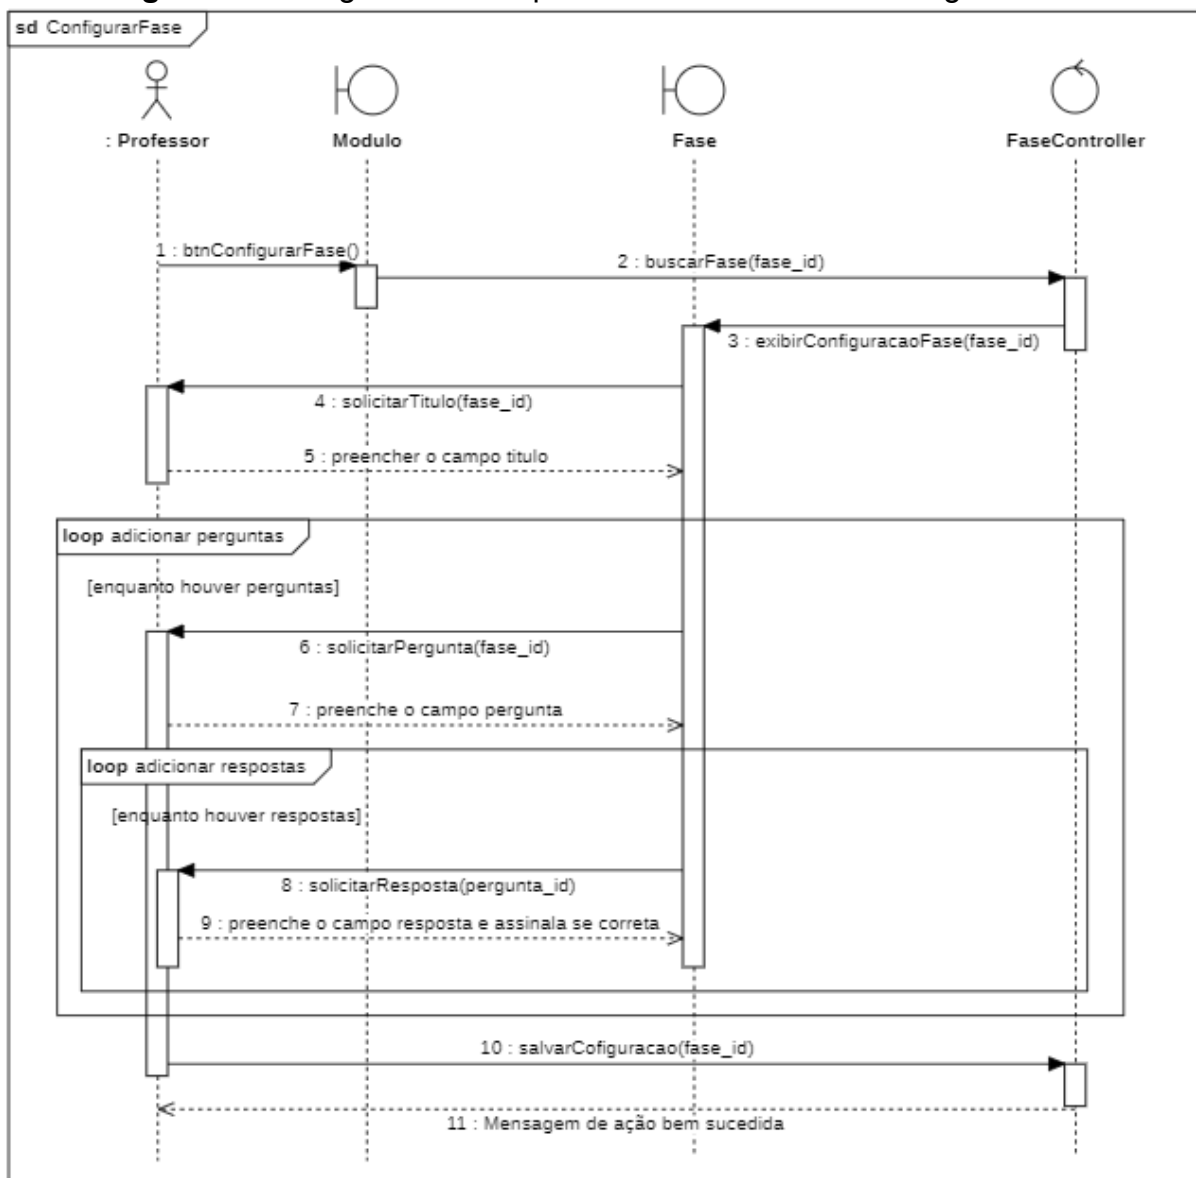 sd ConfigurarFase
: Professor
Modulo
Fase
FaseController
1 : btnConfigurarFase()
2 : buscarFase(fase_id)
3 : exibirConfiguracaoFase(fase_id)
4 : solicitarTitulo(fase_id)
5 : preencher o campo titulo
loop adicionar perguntas
[enquanto houver perguntas]
6 : solicitarPergunta(fase_id)
7 : preenche o campo pergunta
loop adicionar respostas
[enquanto houver respostas]
8 : solicitarResposta(pergunta_id)
9 : preenche o campo resposta e assinala se correta
10 : salvarCofiguracao(fase_id)
11 : Mensagem de ação bem sucedida